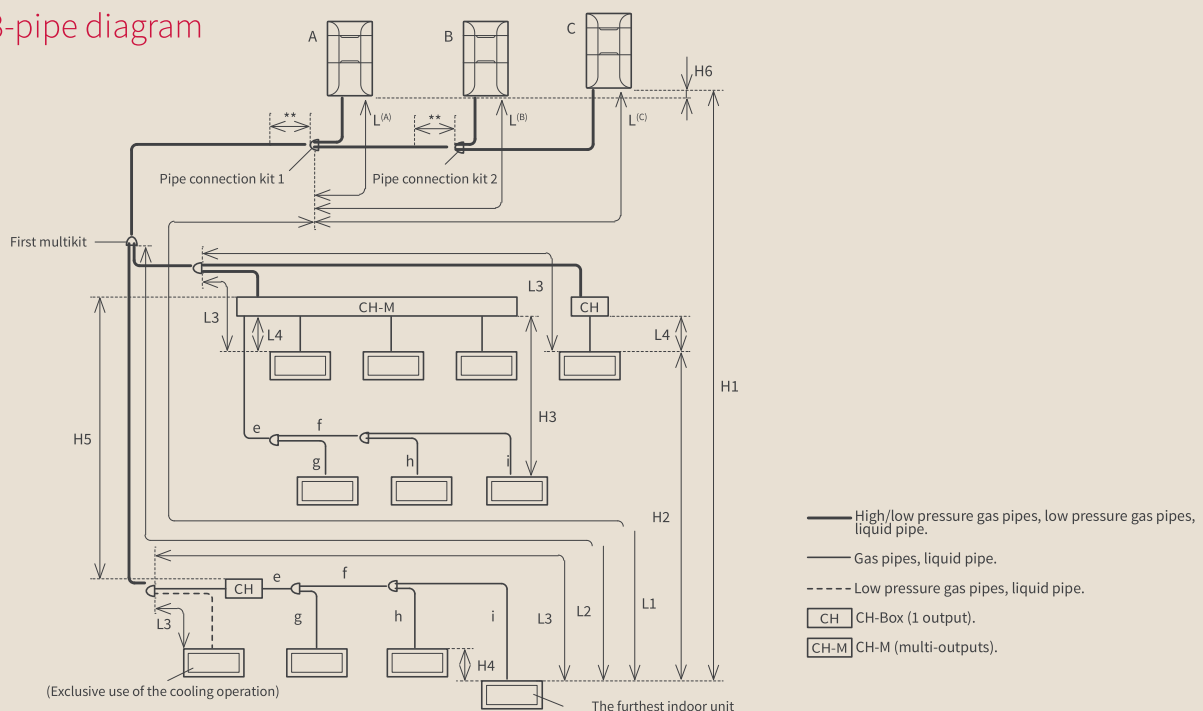 3-pipe diagram
A
B
C
H6
**
**
L(A)
L(B)
L(C)
Pipe connection kit 1
Pipe connection kit 2
First multikit
L3
CH-M
CH
L3
L4
L4
H1
H3
H5
e
f
g
h
i
H2
High/low pressure gas pipes, low pressure gas pipes,
liquid pipe.
Gas pipes, liquid pipe.
Low pressure gas pipes, liquid pipe.
CH CH-Box (1 output).
CH-M CH-M (multi-outputs).
CH
e
f
g
h
i
L3
L3
L2
L1
H4
(Exclusive use of the cooling operation)
The furthest indoor unit